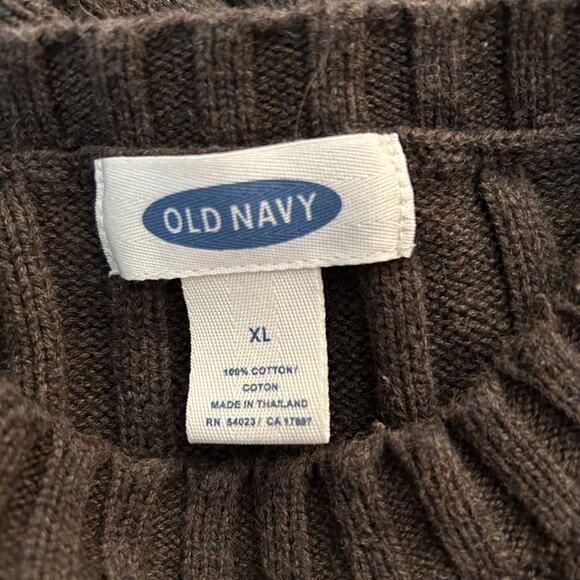 OLD NAVY
XL
100% COTTON/
COTON
MADE IN THAILAND
RN 54023 / CA 17897